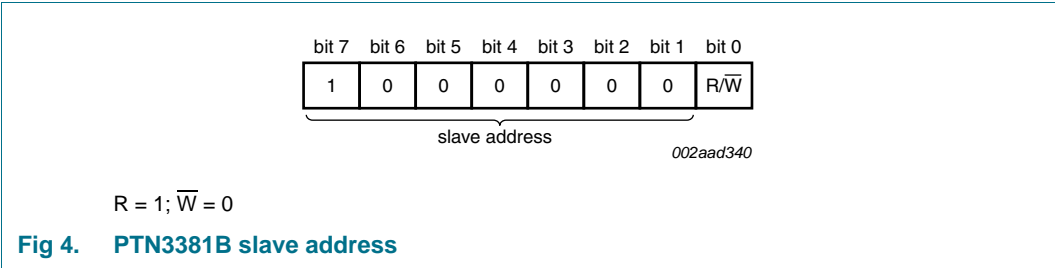 bit 7 bit 6 bit 5 bit 4 bit 3 bit 2 bit 1 bit 0
1 0 0 0 0 0 0 R/W̅
slave address
002aad340
R = 1; W̅ = 0
Fig 4. PTN3381B slave address